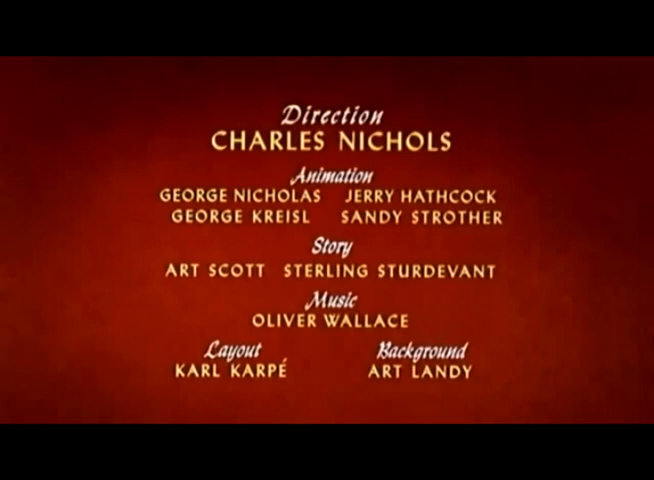 Direction
CHARLES NICHOLS
Animation
GEORGE NICHOLAS JERRY HATHCOCK
GEORGE KREISL SANDY STROTHER
Story
ART SCOTT STERLING STURDEVANT
Music
OLIVER WALLACE
Layout Background
KARL KARPÉ ART LANDY